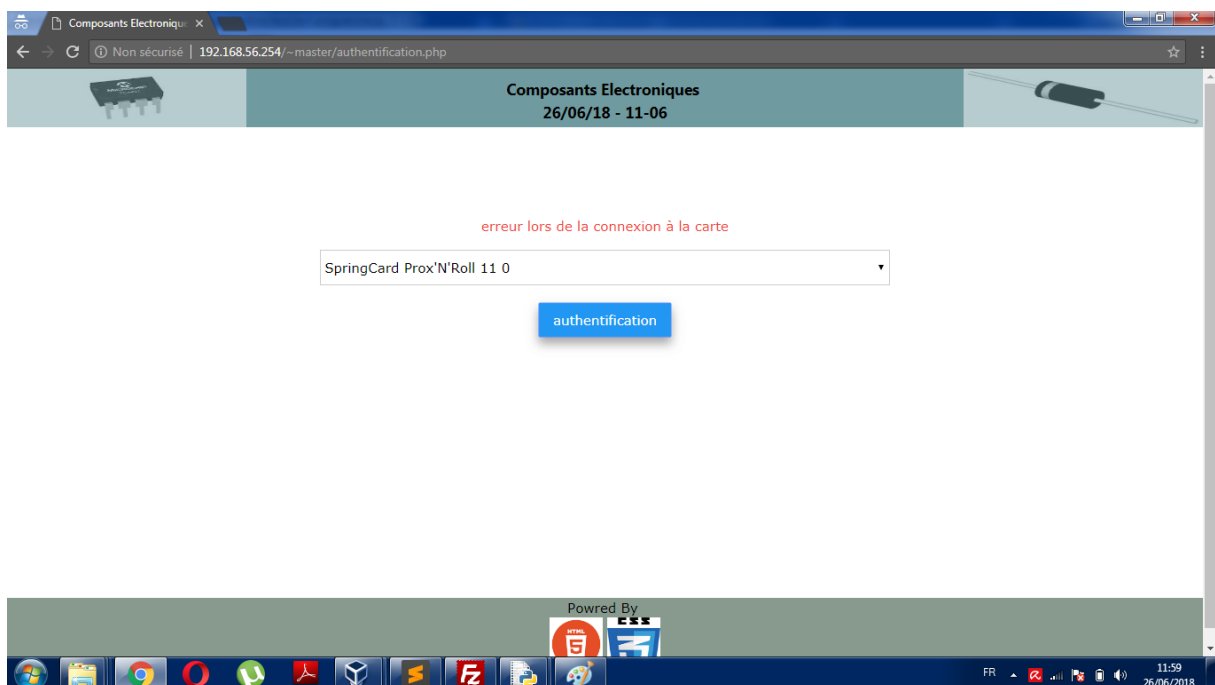 Composants Electronique
Non sécurisé | 192.168.56.254/~master/authentification.php
Composants Electroniques
26/06/18 - 11-06
erreur lors de la connexion à la carte
SpringCard Prox'N'Roll 11 0
authentification
Powred By
HTML
5
CSS
3
FR
11:59
26/06/2018